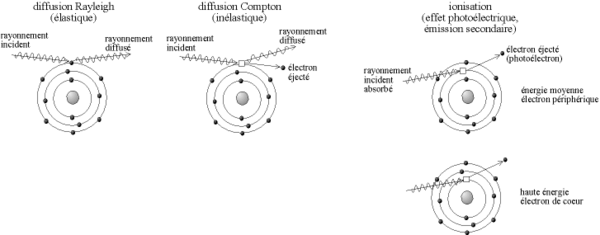 diffusion Rayleigh
(élastique)
rayonnement
incident
rayonnement
diffusé
diffusion Compton
(inélastique)
rayonnement
incident
rayonnement
diffusé
électron
éjecté
ionisation
(effet photoélectrique,
émission secondaire)
rayonnement
incident
absorbé
électron éjecté
(photoélectron)
énergie moyenne
électron périphérique
haute énergie
électron de coeur